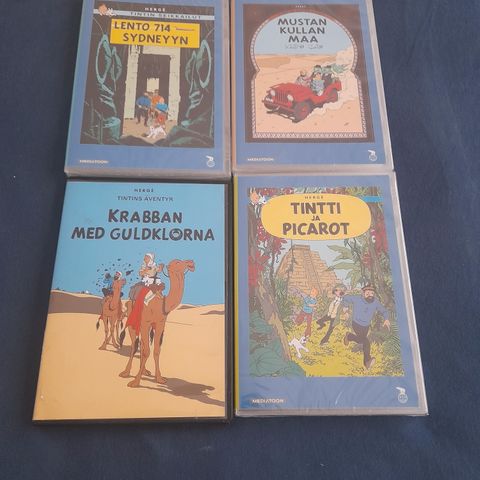 HERGÉ
TINTIN SEIKKAILUT
LENTO 714
SYDNEYYN
MEDIATOON
HERGÉ
MUSTAN
KULLAN
MAA
MEDIATOON
HERGÉ
TINTINS ÄVENTYR
KRABBAN
MED GULDKLORNA
HERGÉ
TINTTI
JA
PICAROT
MEDIATOON